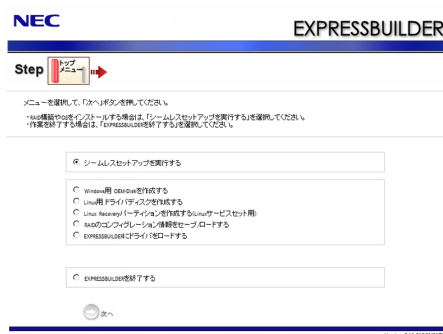 NEC
EXPRESSBUILDER
Step トップメニュー
メニューを選択して、「次へ」ボタンを押してください。
・RAID構築やOSをインストールする場合は、「シームレスセットアップを実行する」を選択してください。
・作業を終了する場合は、「EXPRESSBUILDERを終了する」を選択してください。
シームレスセットアップを実行する
Windows用 OEM-Diskを作成する
Linux用 ドライバディスクを作成する
Linux Recoveryパーティションを作成する(Linuxサービスセット用)
RAIDのコンフィグレーション情報をセーブ/ロードする
EXPRESSBUILDERにドライバをロードする
EXPRESSBUILDERを終了する
次へ